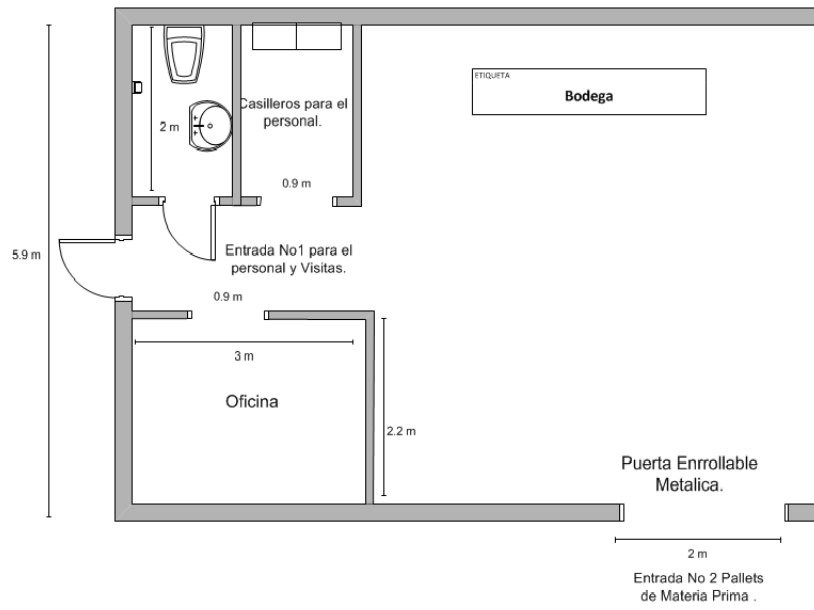 ETIQUETA
Bodega
Casilleros para el
personal.
2 m
0.9 m
5.9 m
Entrada No1 para el
personal y Visitas.
0.9 m
3 m
Oficina
2.2 m
Puerta Enrrollable
Metalica.
2 m
Entrada No 2 Pallets
de Materia Prima .